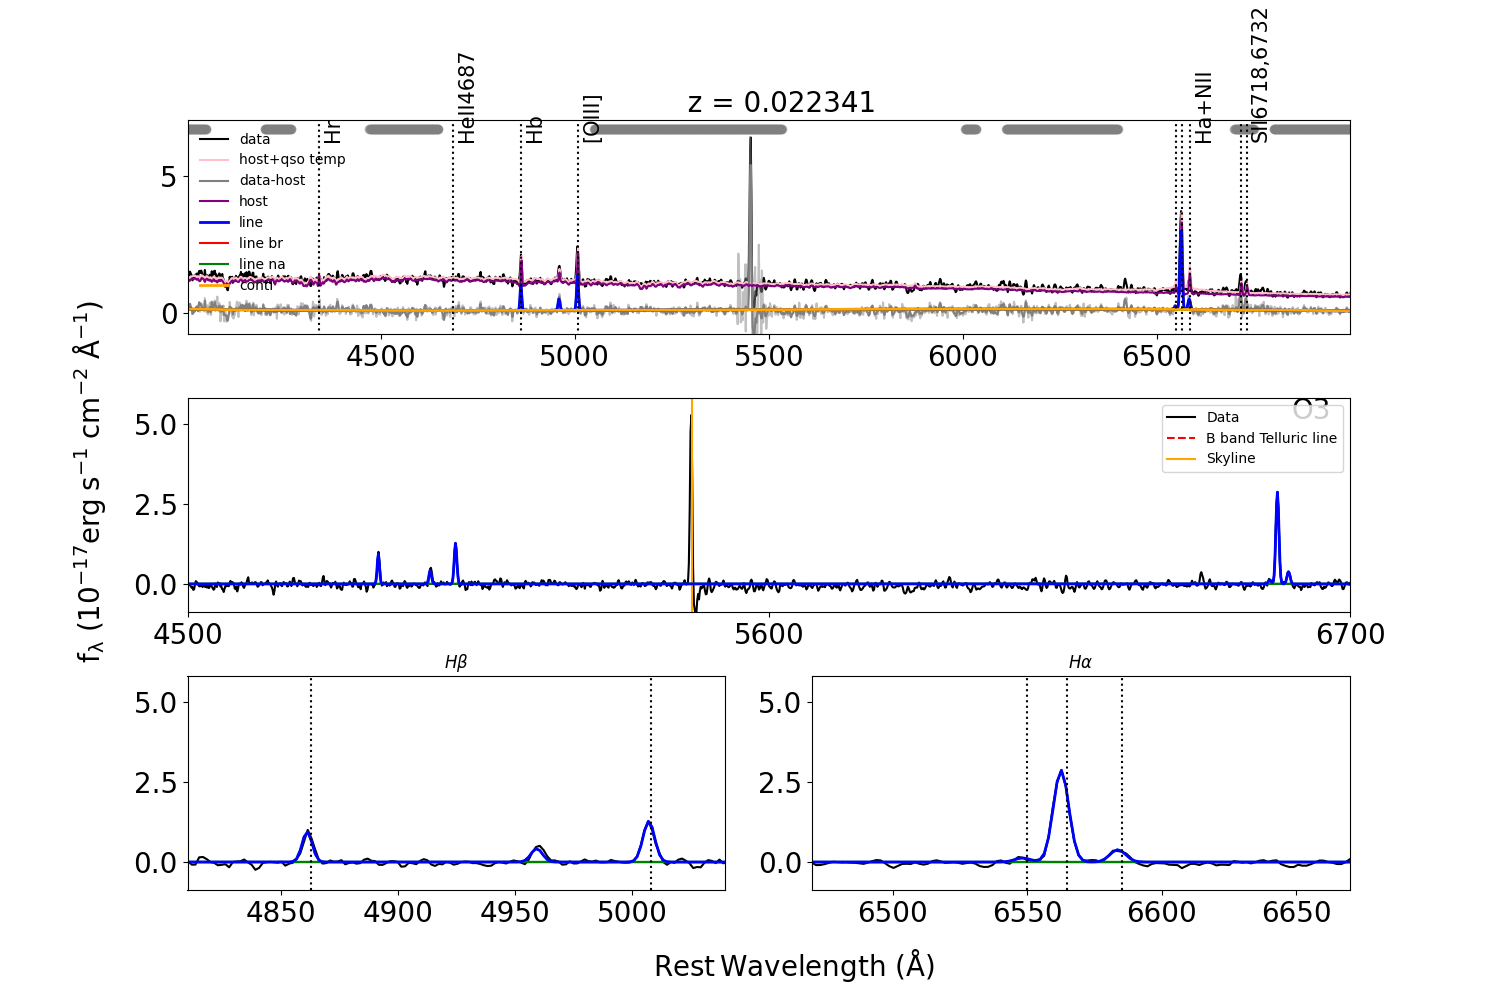 z = 0.022341
Hr
HeII4687
Hb
[OIII]
Ha+NII
SII6718,6732
data
host+qso temp
data-host
host
line
line br
line na
conti
5
0
4500
5000
5500
6000
6500
O3
Data
B band Telluric line
Skyline
5.0
2.5
0.0
4500
5600
6700
fλ (10−17erg s−1 cm−2 Å−1)
Hβ
5.0
2.5
0.0
4850
4900
4950
5000
Hα
5.0
2.5
0.0
6500
6550
6600
6650
Rest Wavelength (Å)